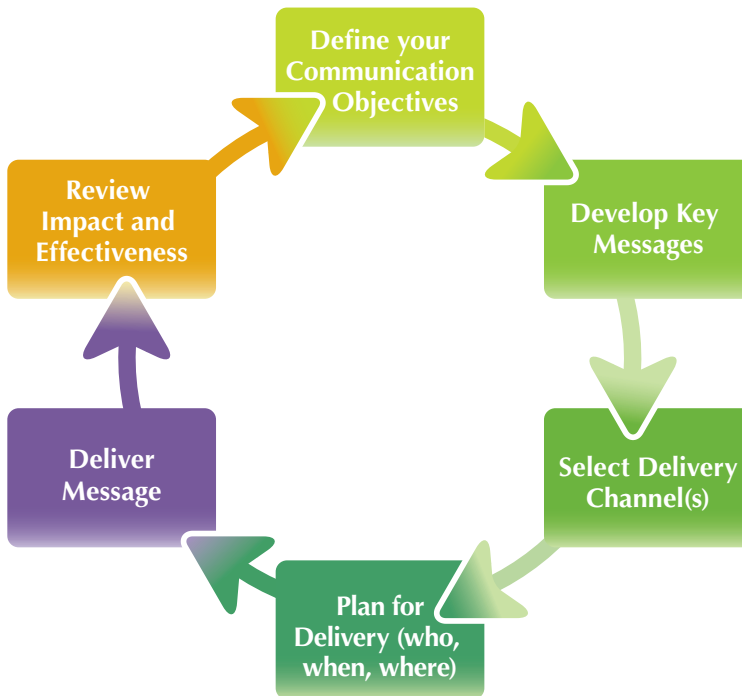 Define your
Communication
Objectives
Develop Key
Messages
Select Delivery
Channel(s)
Plan for
Delivery (who,
when, where)
Deliver
Message
Review
Impact and
Effectiveness